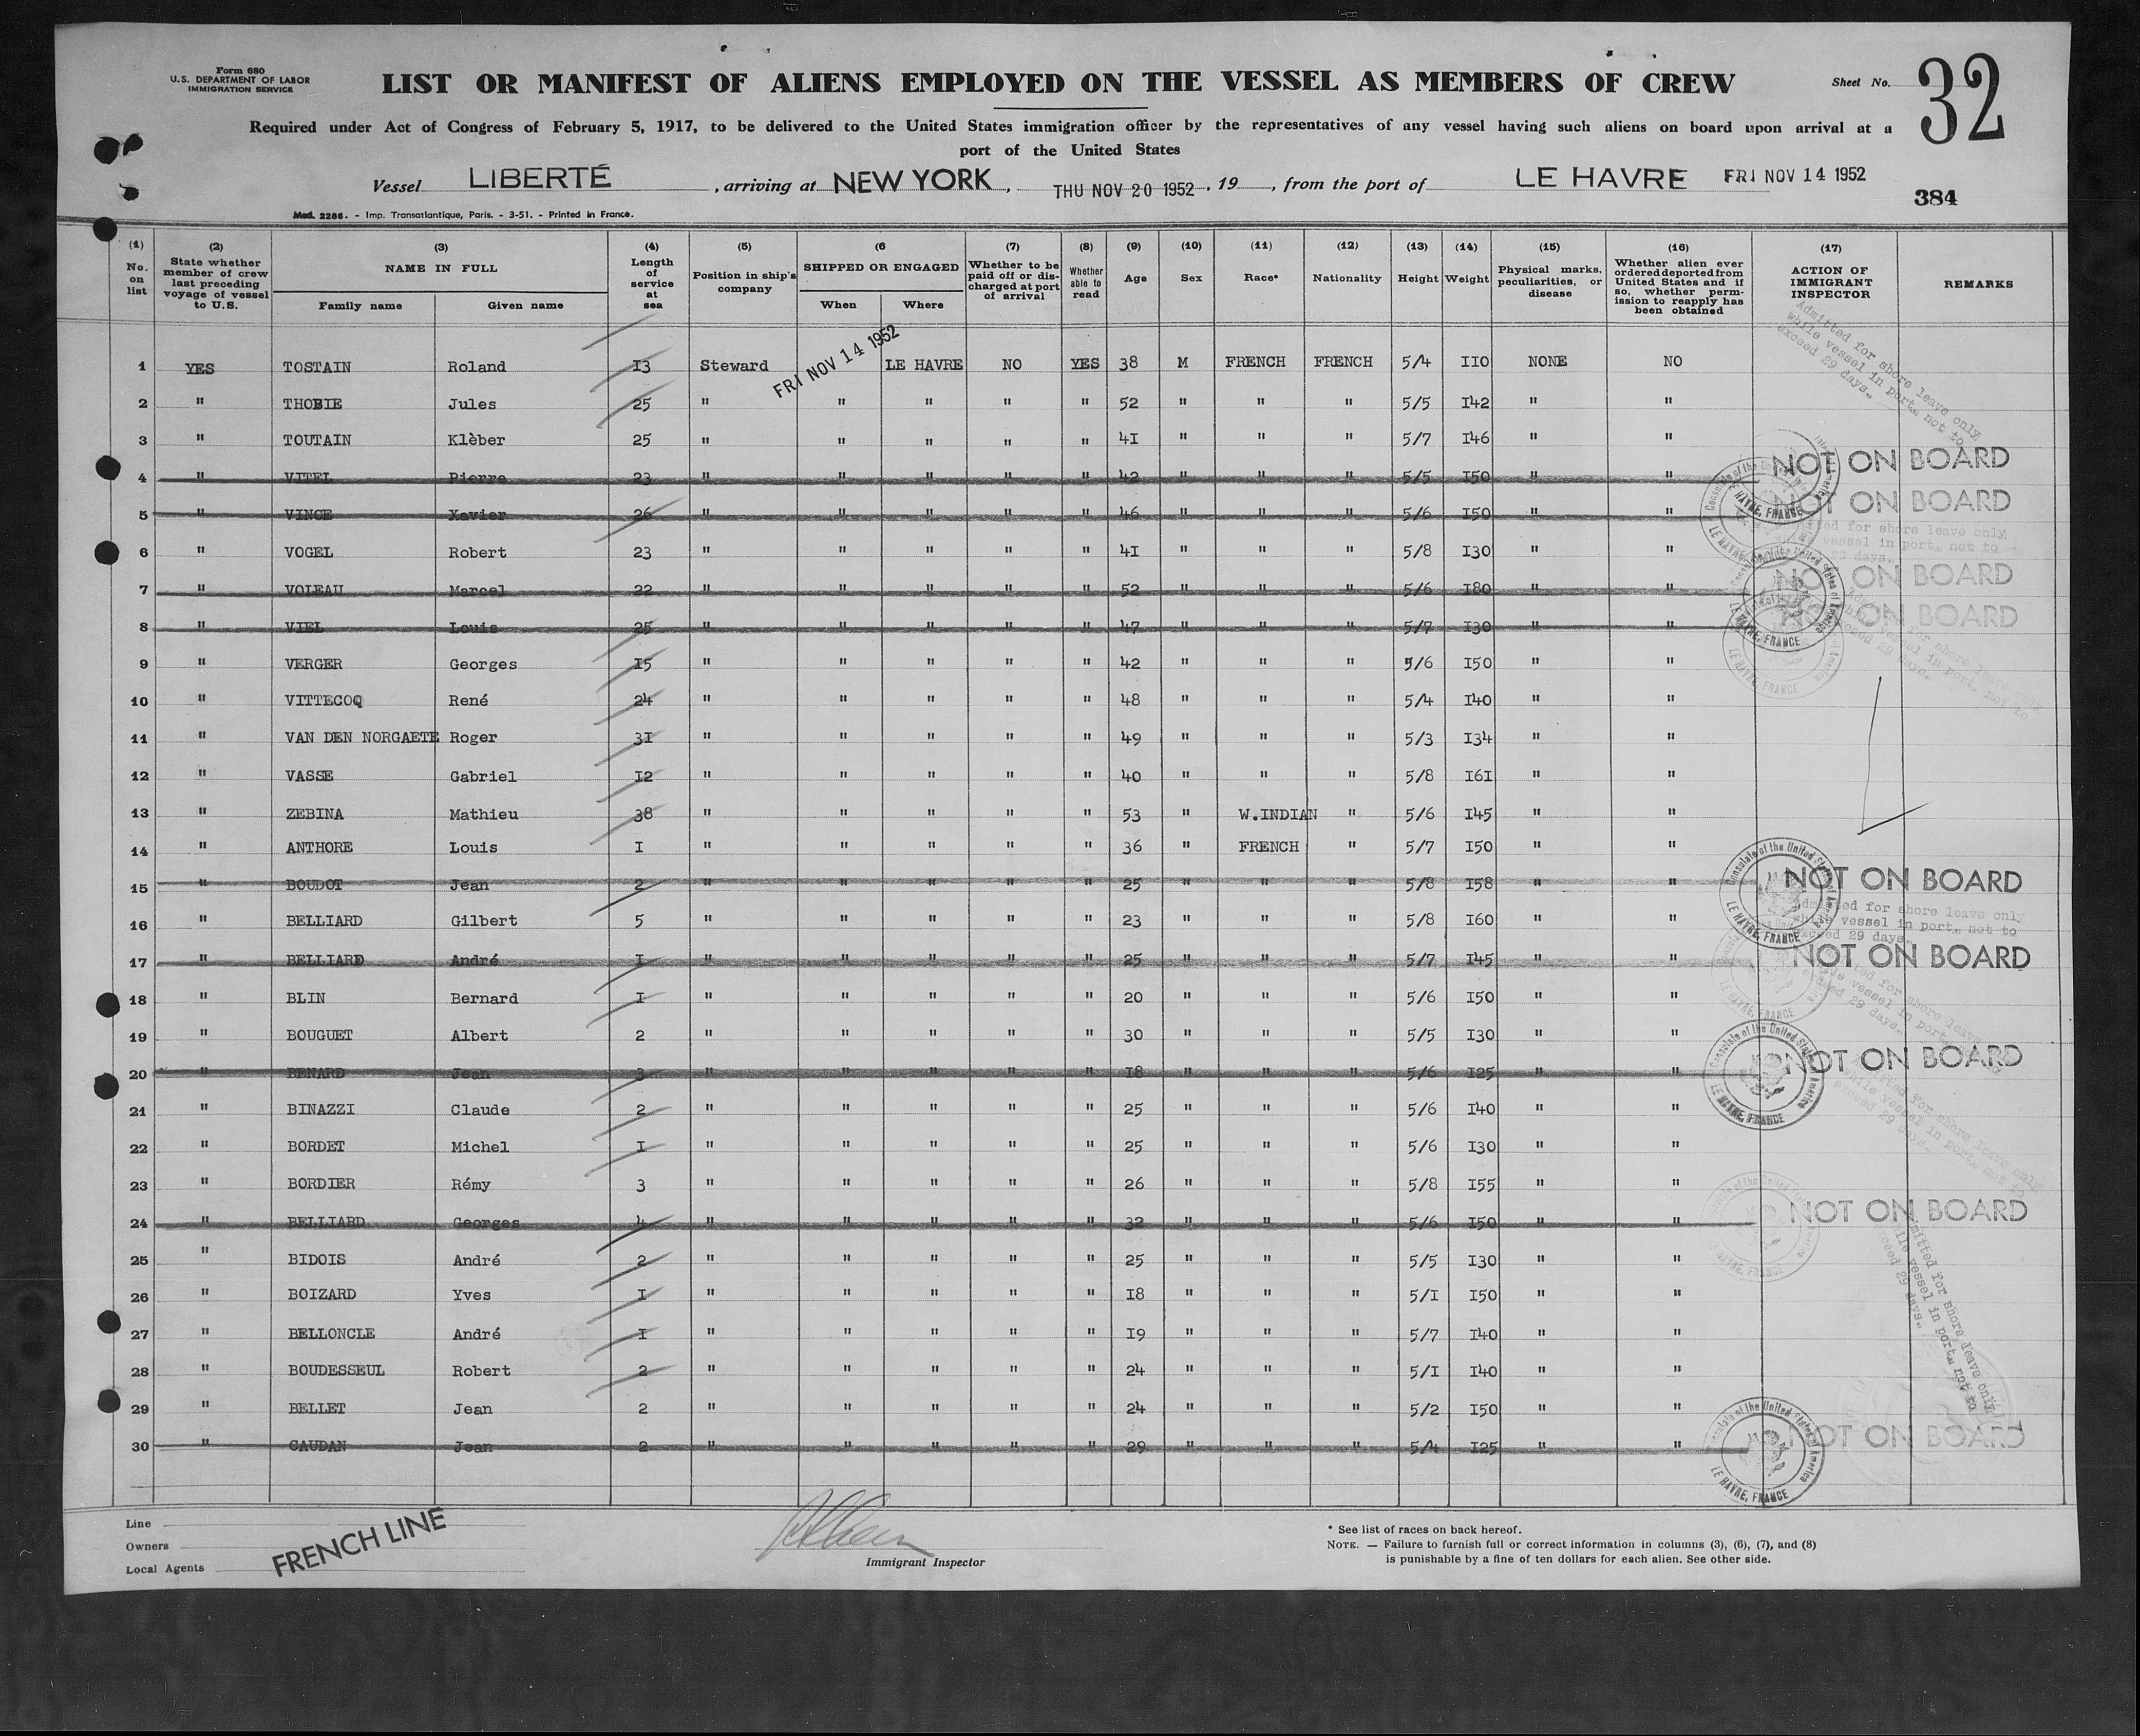 Form 680
U.S. DEPARTMENT OF LABOR
IMMIGRATION SERVICE
LIST OR MANIFEST OF ALIENS EMPLOYED ON THE VESSEL AS MEMBERS OF CREW
Sheet No. 32
Required under Act of Congress of February 5, 1917, to be delivered to the United States immigration officer by the representatives of any vessel having such aliens on board upon arrival at a
port of the United States
Vessel LIBERTÉ, arriving at NEW YORK, THU NOV 20 1952, 19 , from the port of LE HAVRE FRI NOV 14 1952
384
Mod. 2286. - Imp. Transatlantique, Paris. - 3-51. - Printed in France.
(1) No. on list (2) State whether member of crew last preceding voyage of vessel to U.S. (3) NAME IN FULL Family name Given name (4) Length of service at sea (5) Position in ship's company (6 SHIPPED OR ENGAGED When Where (7) Whether to be paid off or discharged at port of arrival (8) Whether able to read (9) Age (10) Sex (11) Race* (12) Nationality (13) Height (14) Weight (15) Physical marks, peculiarities, or disease (16) Whether alien ever ordered deported from United States and if so, whether permission to reapply has been obtained (17) ACTION OF IMMIGRANT INSPECTOR REMARKS
Admitted for shore leave only while vessel in port, not to exceed 29 days.
1 YES TOSTAIN Roland 13 Steward FRI NOV 14 1952 LE HAVRE NO YES 38 M FRENCH FRENCH 5/4 110 NONE NO
2 " THOBIE Jules 25 " " " " " 52 " " " 5/5 142 " "
3 " TOUTAIN Klèber 25 " " " " " 41 " " " 5/7 146 " "
4 " VITEL Pierre 23 " " " " " 42 " " " 5/5 150 " " NOT ON BOARD
5 " VINCE Xavier 26 " " " " " 46 " " " 5/6 150 " " NOT ON BOARD
6 " VOGEL Robert 23 " " " " " 41 " " " 5/8 130 " "
7 " VOLEAU Marcel 22 " " " " " 52 " " " 5/6 180 " " NOT ON BOARD
8 " VIEL Louis 25 " " " " " 47 " " " 5/7 130 " " NOT ON BOARD
9 " VERGER Georges 15 " " " " " 42 " " " 5/6 150 " "
10 " VITTECOQ René 24 " " " " " 48 " " " 5/4 140 " "
11 " VAN DEN NORGAETE Roger 31 " " " " " 49 " " " 5/3 134 " "
12 " VASSE Gabriel 12 " " " " " 40 " " " 5/8 161 " "
13 " ZEBINA Mathieu 38 " " " " " 53 " W.INDIAN " 5/6 145 " "
14 " ANTHORE Louis 1 " " " " " 36 " FRENCH " 5/7 150 " "
15 " BOUDOT Jean 2 " " " " " 25 " " " 5/8 158 " " NOT ON BOARD
16 " BELLIARD Gilbert 5 " " " " " 23 " " " 5/8 160 " "
17 " BELLIARD André 1 " " " " " 25 " " " 5/7 145 " " NOT ON BOARD
18 " BLIN Bernard 1 " " " " " 20 " " " 5/6 150 " "
19 " BOUGUET Albert 2 " " " " " 30 " " " 5/5 130 " "
20 " BENARD Jean 3 " " " " " 18 " " " 5/6 125 " " NOT ON BOARD
21 " BINAZZI Claude 2 " " " " " 25 " " " 5/6 140 " "
22 " BORDET Michel 1 " " " " " 25 " " " 5/6 130 " "
23 " BORDIER Rémy 3 " " " " " 26 " " " 5/8 155 " "
24 " BELLIARD Georges 4 " " " " " 32 " " " 5/6 150 " " NOT ON BOARD
25 " BIDOIS André 2 " " " " " 25 " " " 5/5 130 " "
26 " BOIZARD Yves 1 " " " " " 18 " " " 5/1 150 " "
27 " BELLONCLE André 1 " " " " " 19 " " " 5/7 140 " "
28 " BOUDESSEUL Robert 2 " " " " " 24 " " " 5/1 140 " "
29 " BELLET Jean 2 " " " " " 24 " " " 5/2 150 " "
30 " CAUDAN Jean 2 " " " " " 29 " " " 5/4 125 " " NOT ON BOARD
Consulate of the United States of America
LE HAVRE, FRANCE
Line
Owners
Local Agents
FRENCH LINE
Immigrant Inspector
* See list of races on back hereof.
NOTE. — Failure to furnish full or correct information in columns (3), (6), (7), and (8)
is punishable by a fine of ten dollars for each alien. See other side.